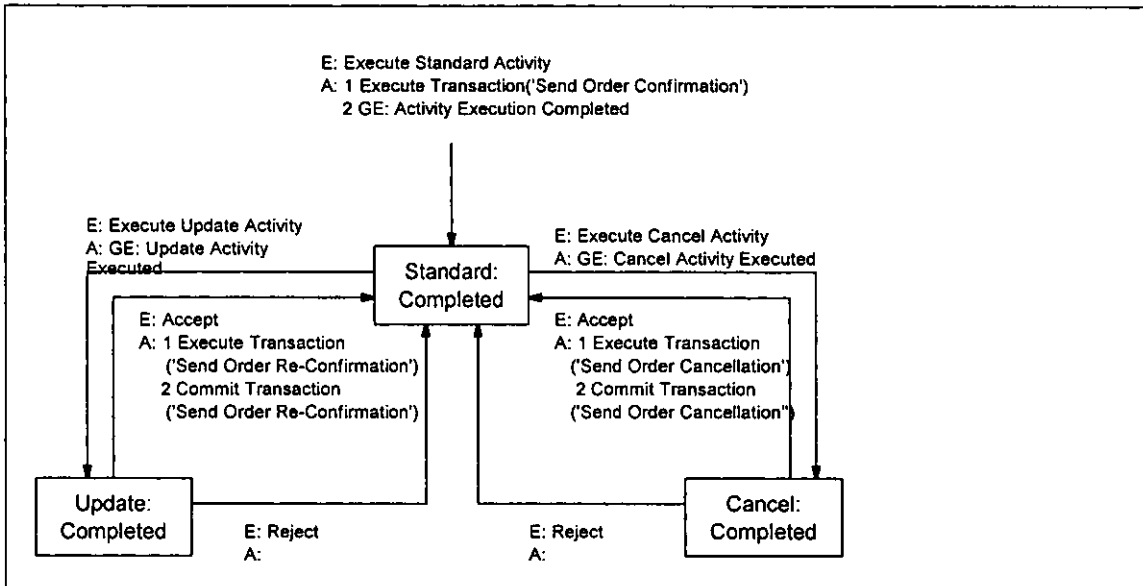 E: Execute Standard Activity
A: 1 Execute Transaction('Send Order Confirmation')
2 GE: Activity Execution Completed
E: Execute Update Activity
A: GE: Update Activity
Executed
E: Execute Cancel Activity
A: GE: Cancel Activity Executed
Standard:
Completed
E: Accept
A: 1 Execute Transaction
('Send Order Re-Confirmation')
2 Commit Transaction
('Send Order Re-Confirmation')
E: Accept
A: 1 Execute Transaction
('Send Order Cancellation')
2 Commit Transaction
('Send Order Cancellation")
Update:
Completed
Cancel:
Completed
E: Reject
A:
E: Reject
A: